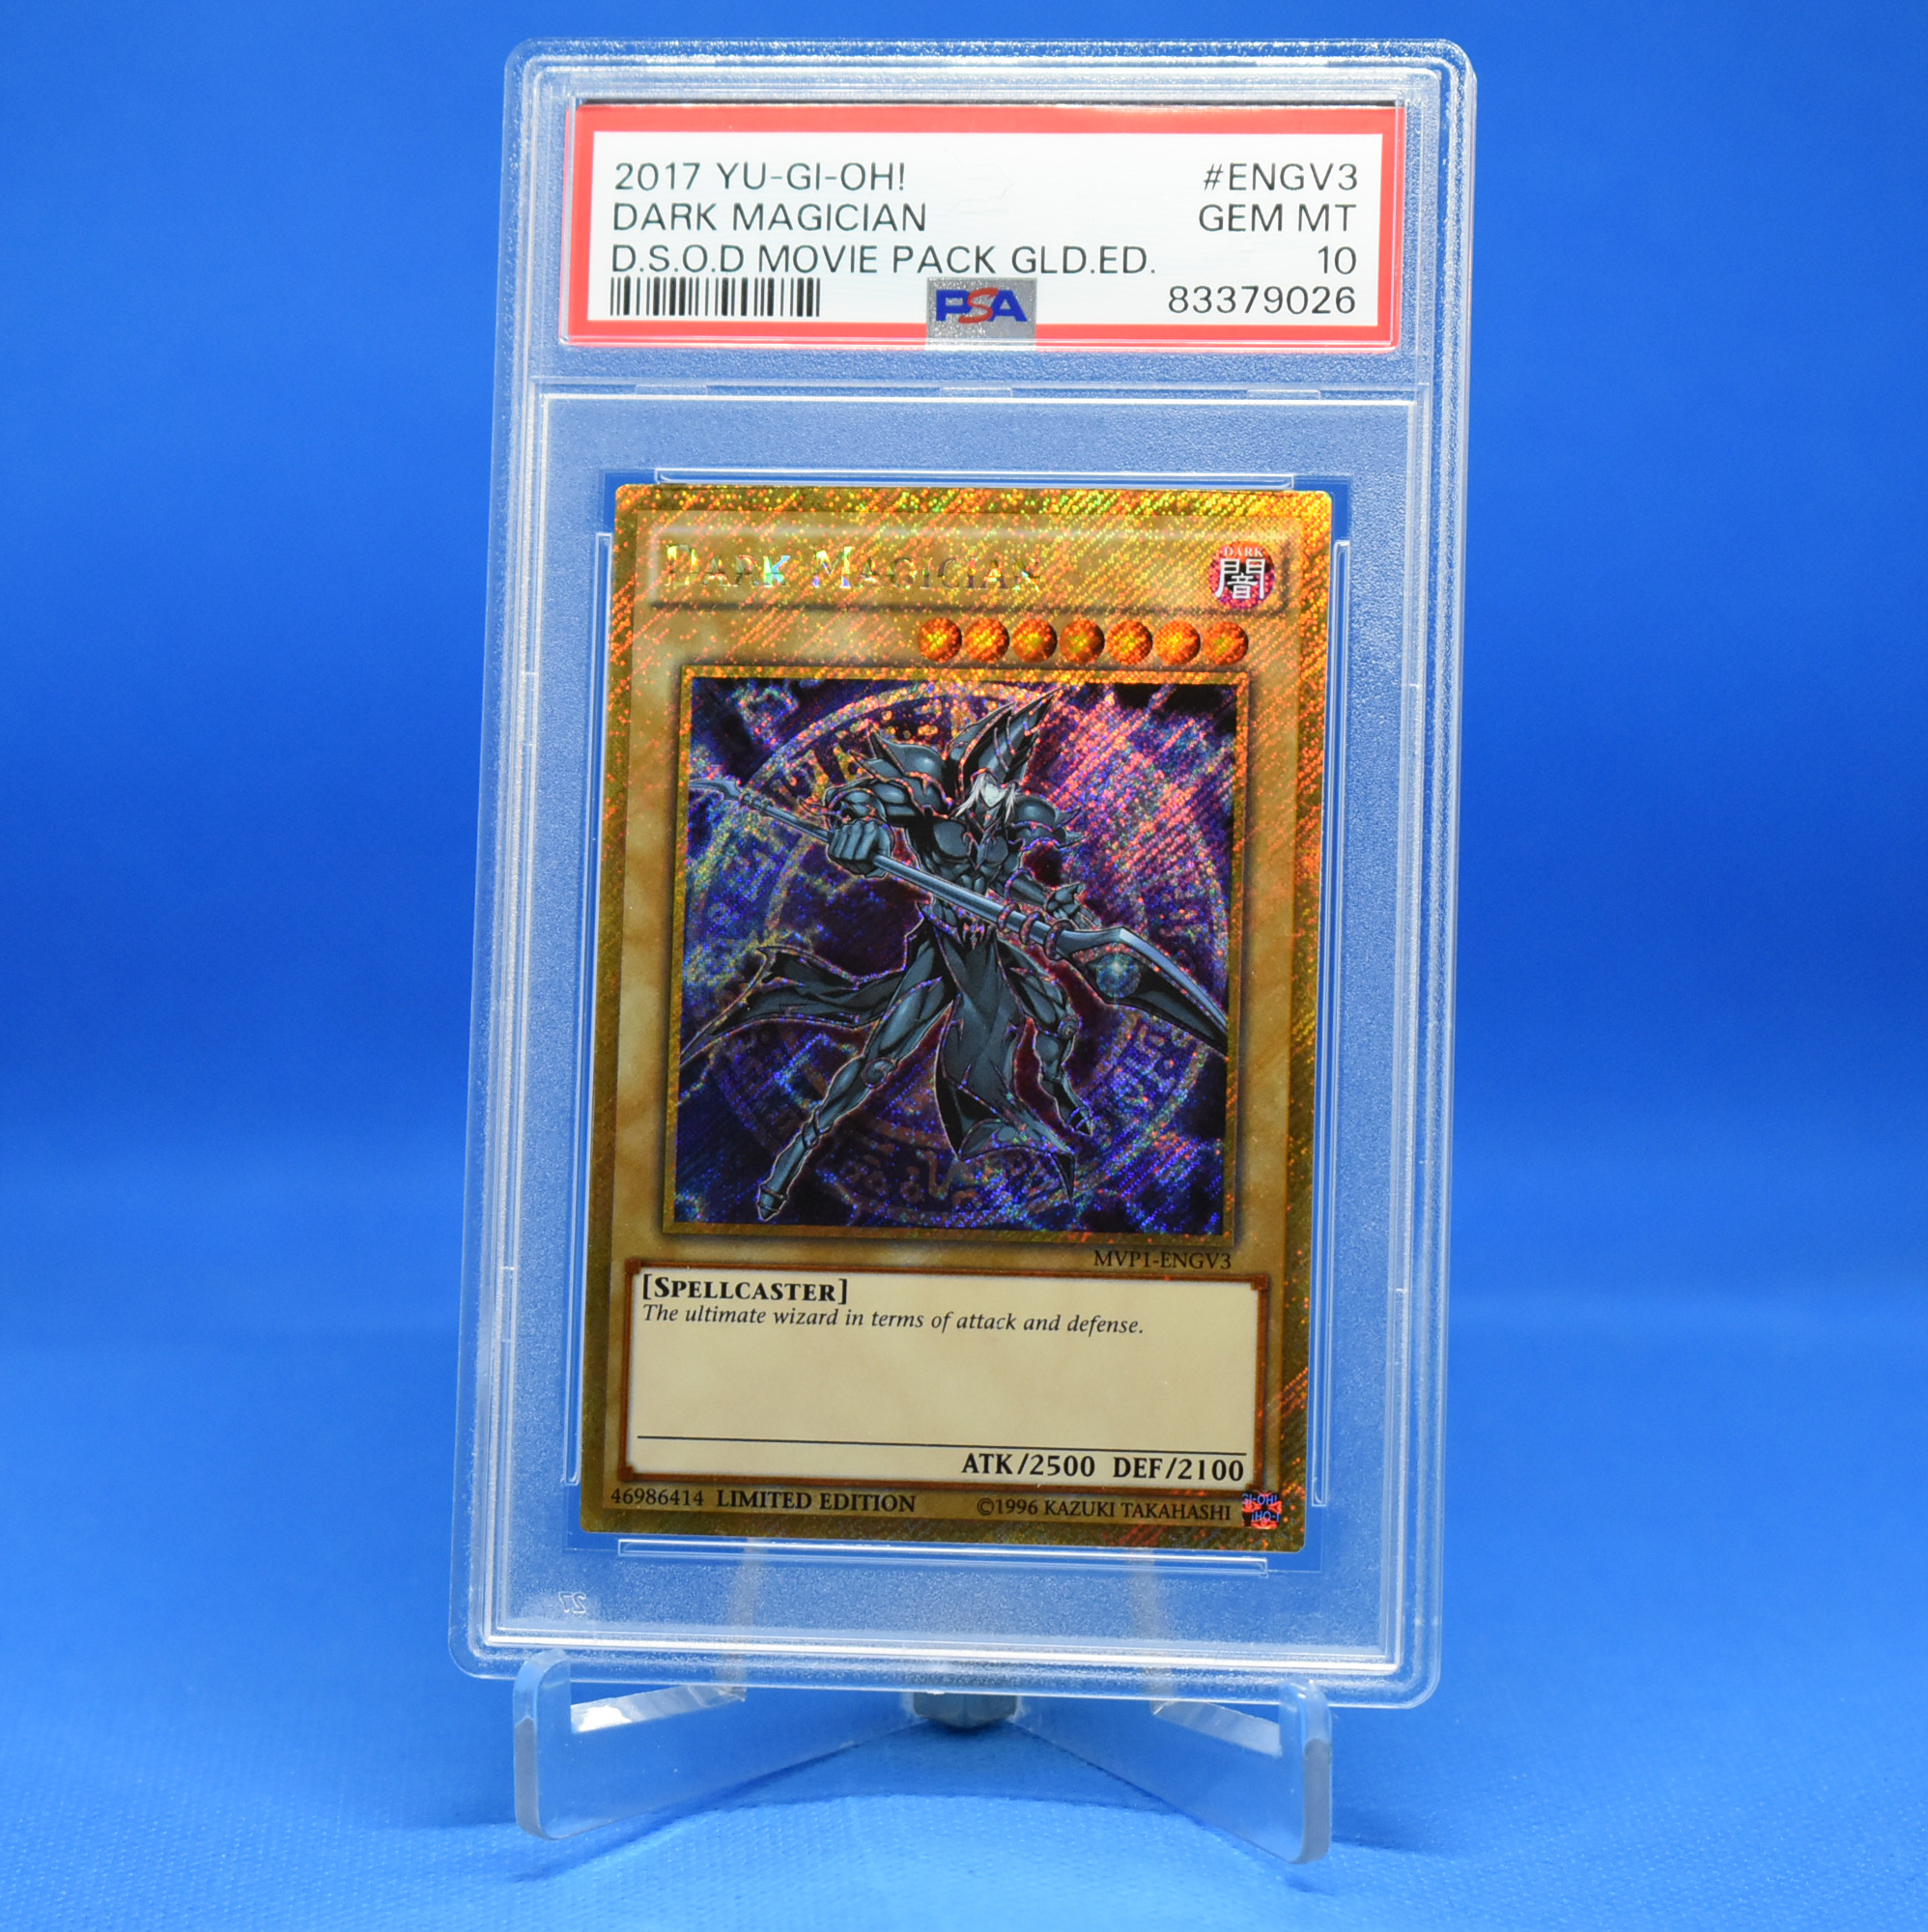 2017 YU-GI-OH! #ENGV3
DARK MAGICIAN GEM MT
D.S.O.D MOVIE PACK GLD.ED. 10
PSA 83379026
DARK MAGICIAN
DARK
闇
MVP1-ENGV3
[SPELLCASTER]
The ultimate wizard in terms of attack and defense.
ATK/2500 DEF/2100
46986414 LIMITED EDITION ©1996 KAZUKI TAKAHASHI
27